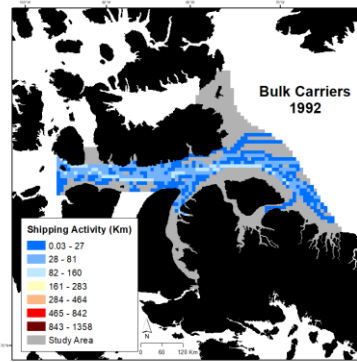 Bulk Carriers
1992
Shipping Activity (Km)
0.03 - 27
28 - 81
82 - 160
161 - 283
284 - 464
465 - 842
843 - 1358
Study Area
N
0 60 120 Km